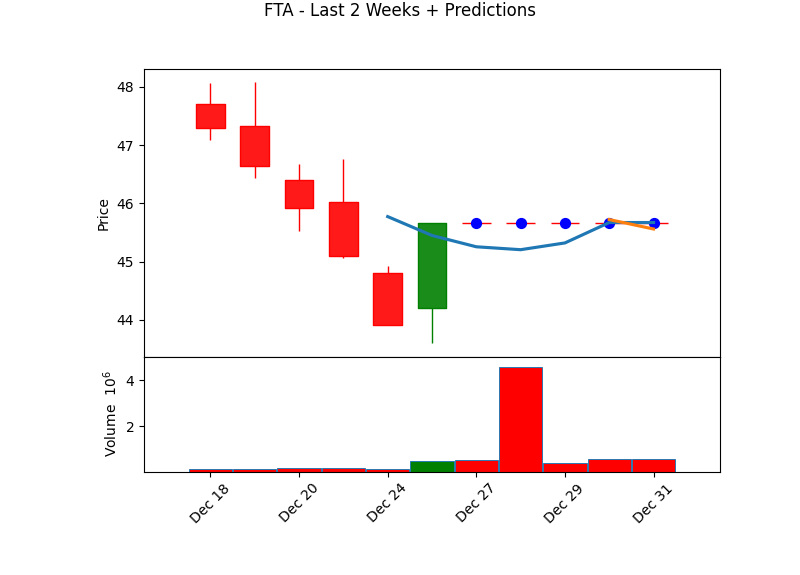 FTA - Last 2 Weeks + Predictions
48
47
46
45
44
Price
4
2
Volume 10^6
Dec 18
Dec 20
Dec 24
Dec 27
Dec 29
Dec 31